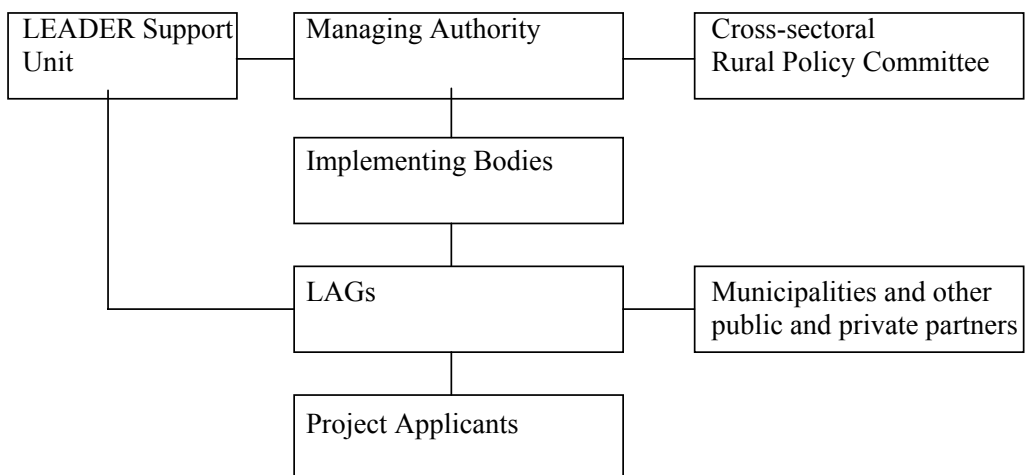 LEADER Support
Unit
Managing Authority
Cross-sectoral
Rural Policy Committee
Implementing Bodies
LAGs
Municipalities and other
public and private partners
Project Applicants